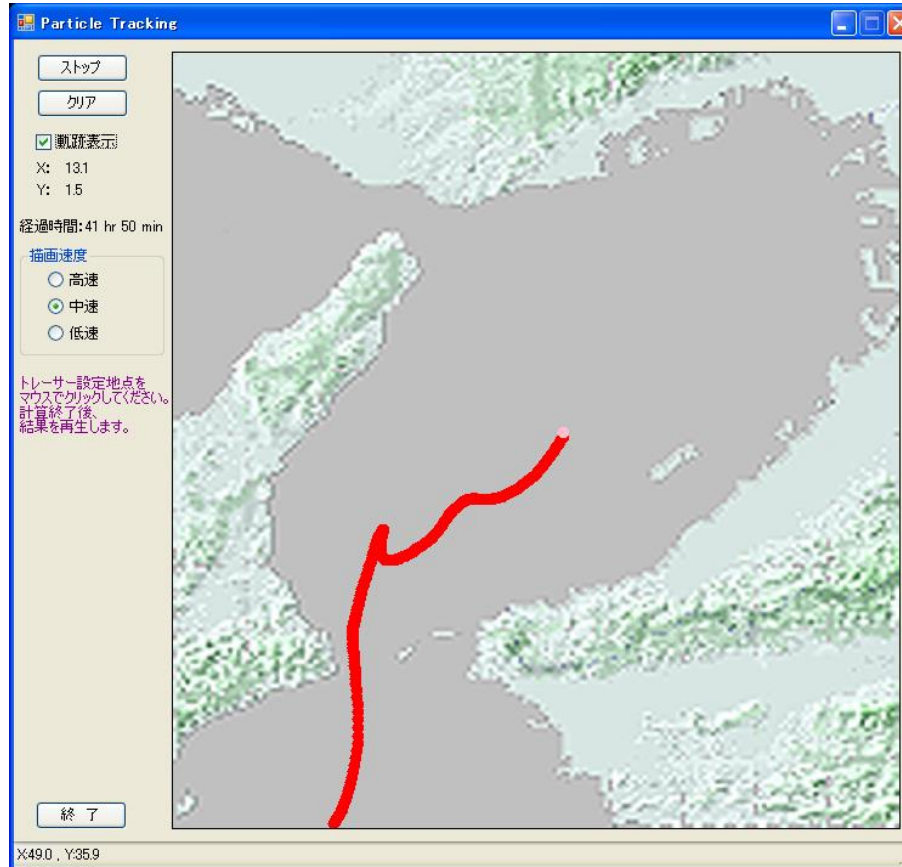 Particle Tracking
ストップ
クリア
軌跡表示
X: 13.1
Y: 1.5
経過時間:41 hr 50 min
描画速度
高速
中速
低速
トレーサー設定地点を
マウスでクリックしてください。
計算終了後、
結果を再生します。
終 了
X:49.0 , Y:35.9